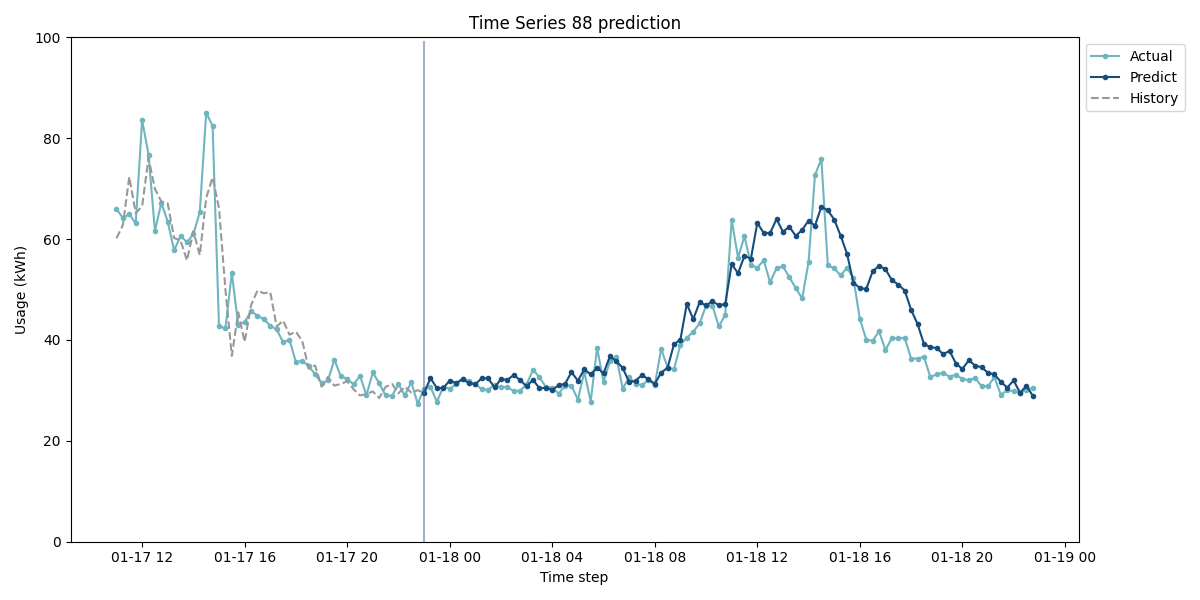 Time Series 88 prediction
100
80
60
40
20
0
Usage (kWh)
01-17 12
01-17 16
01-17 20
01-18 00
01-18 04
01-18 08
01-18 12
01-18 16
01-18 20
01-19 00
Time step
Actual
Predict
History